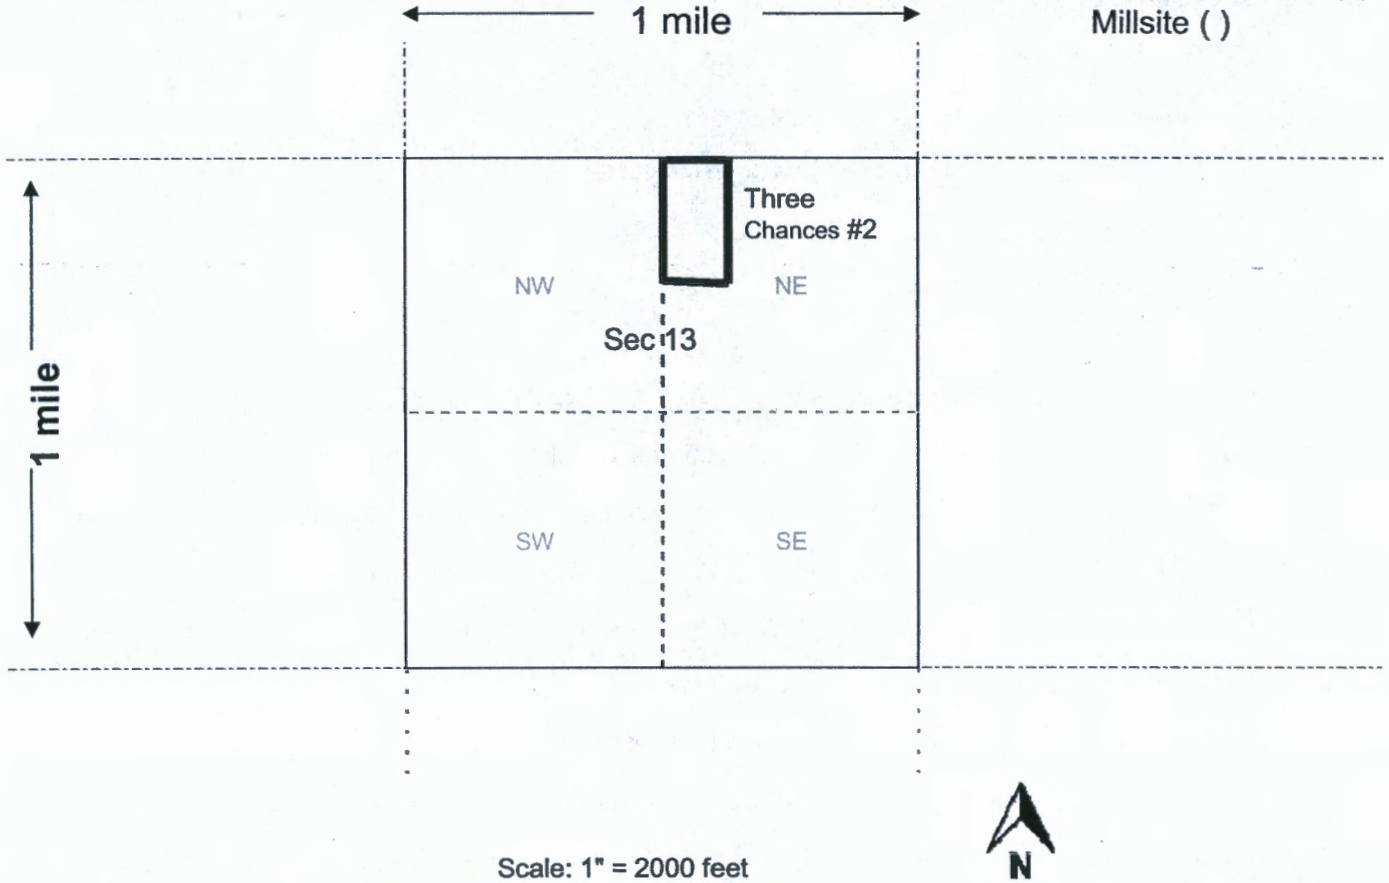 1 mile
Millsite ( )
Three
Chances #2
NW
NE
Sec 13
1 mile
SW
SE
Scale: 1" = 2000 feet
N